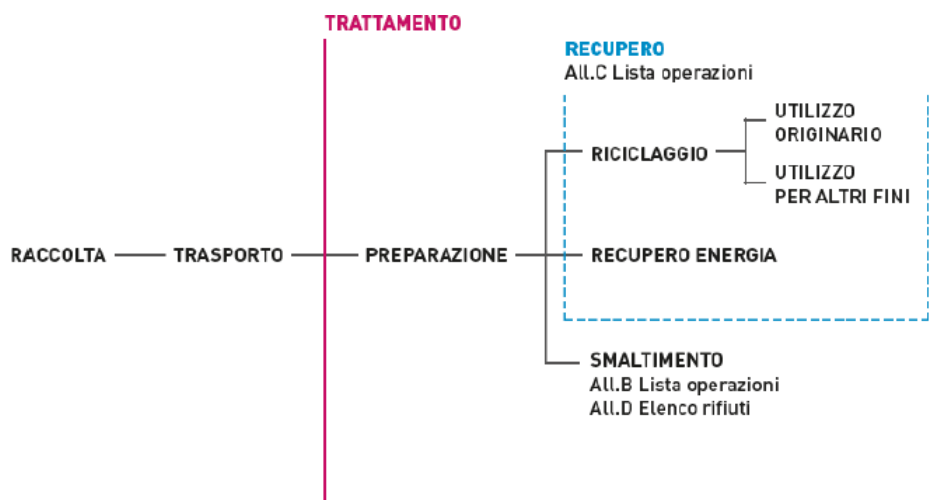 TRATTAMENTO
RECUPERO
All.C Lista operazioni
UTILIZZO
ORIGINARIO
RICICLAGGIO
UTILIZZO
PER ALTRI FINI
RACCOLTA
TRASPORTO
PREPARAZIONE
RECUPERO ENERGIA
SMALTIMENTO
All.B Lista operazioni
All.D Elenco rifiuti